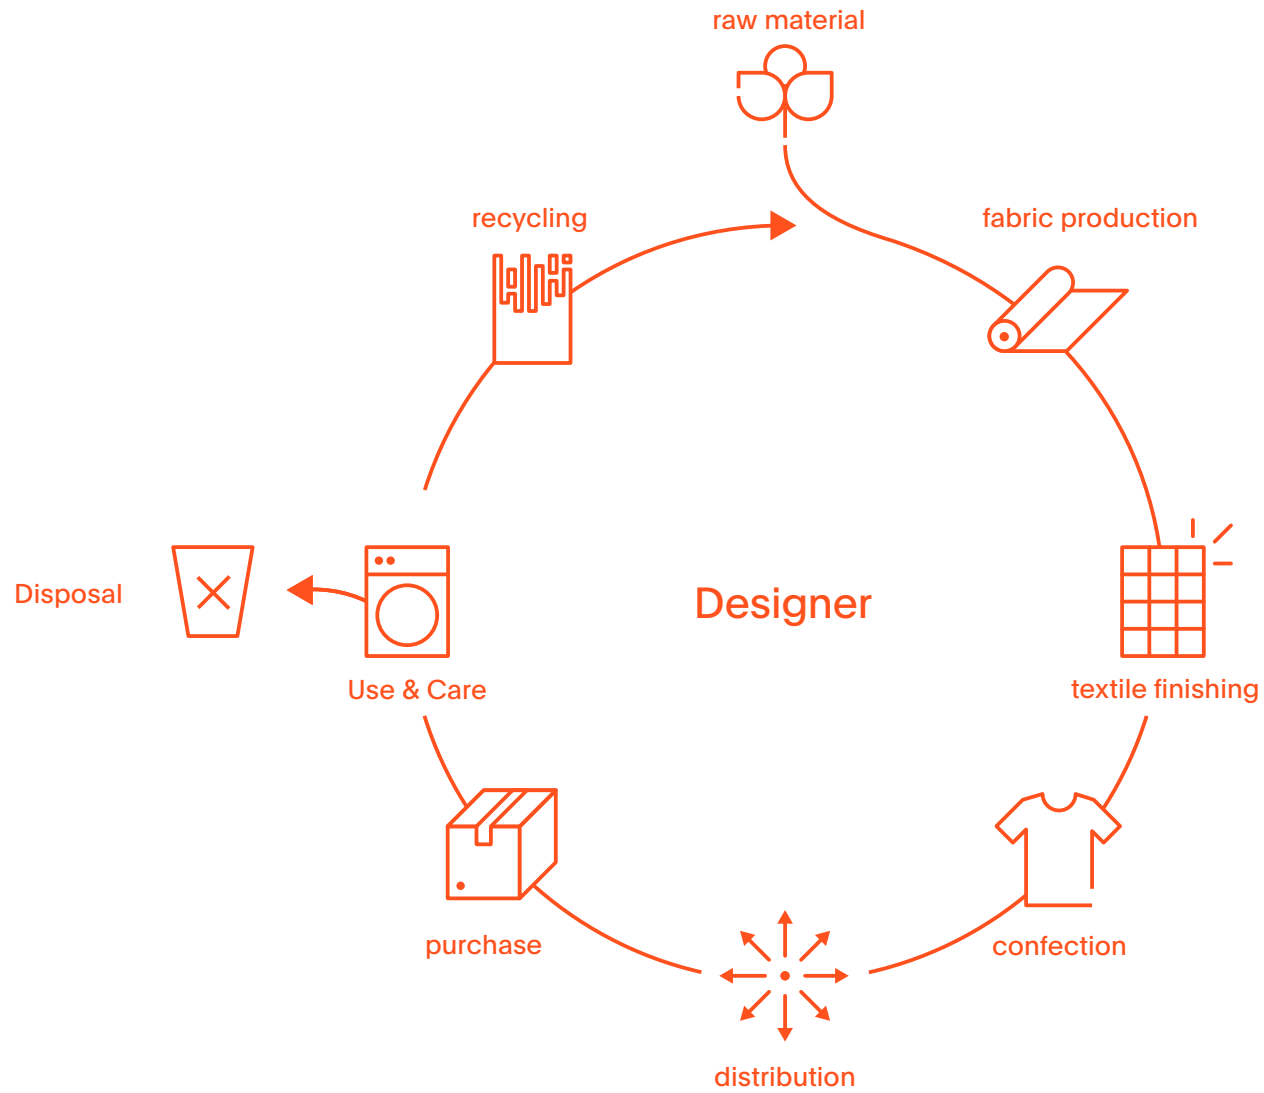 raw material
recycling
fabric production
Disposal
Designer
Use & Care
textile finishing
purchase
confection
distribution